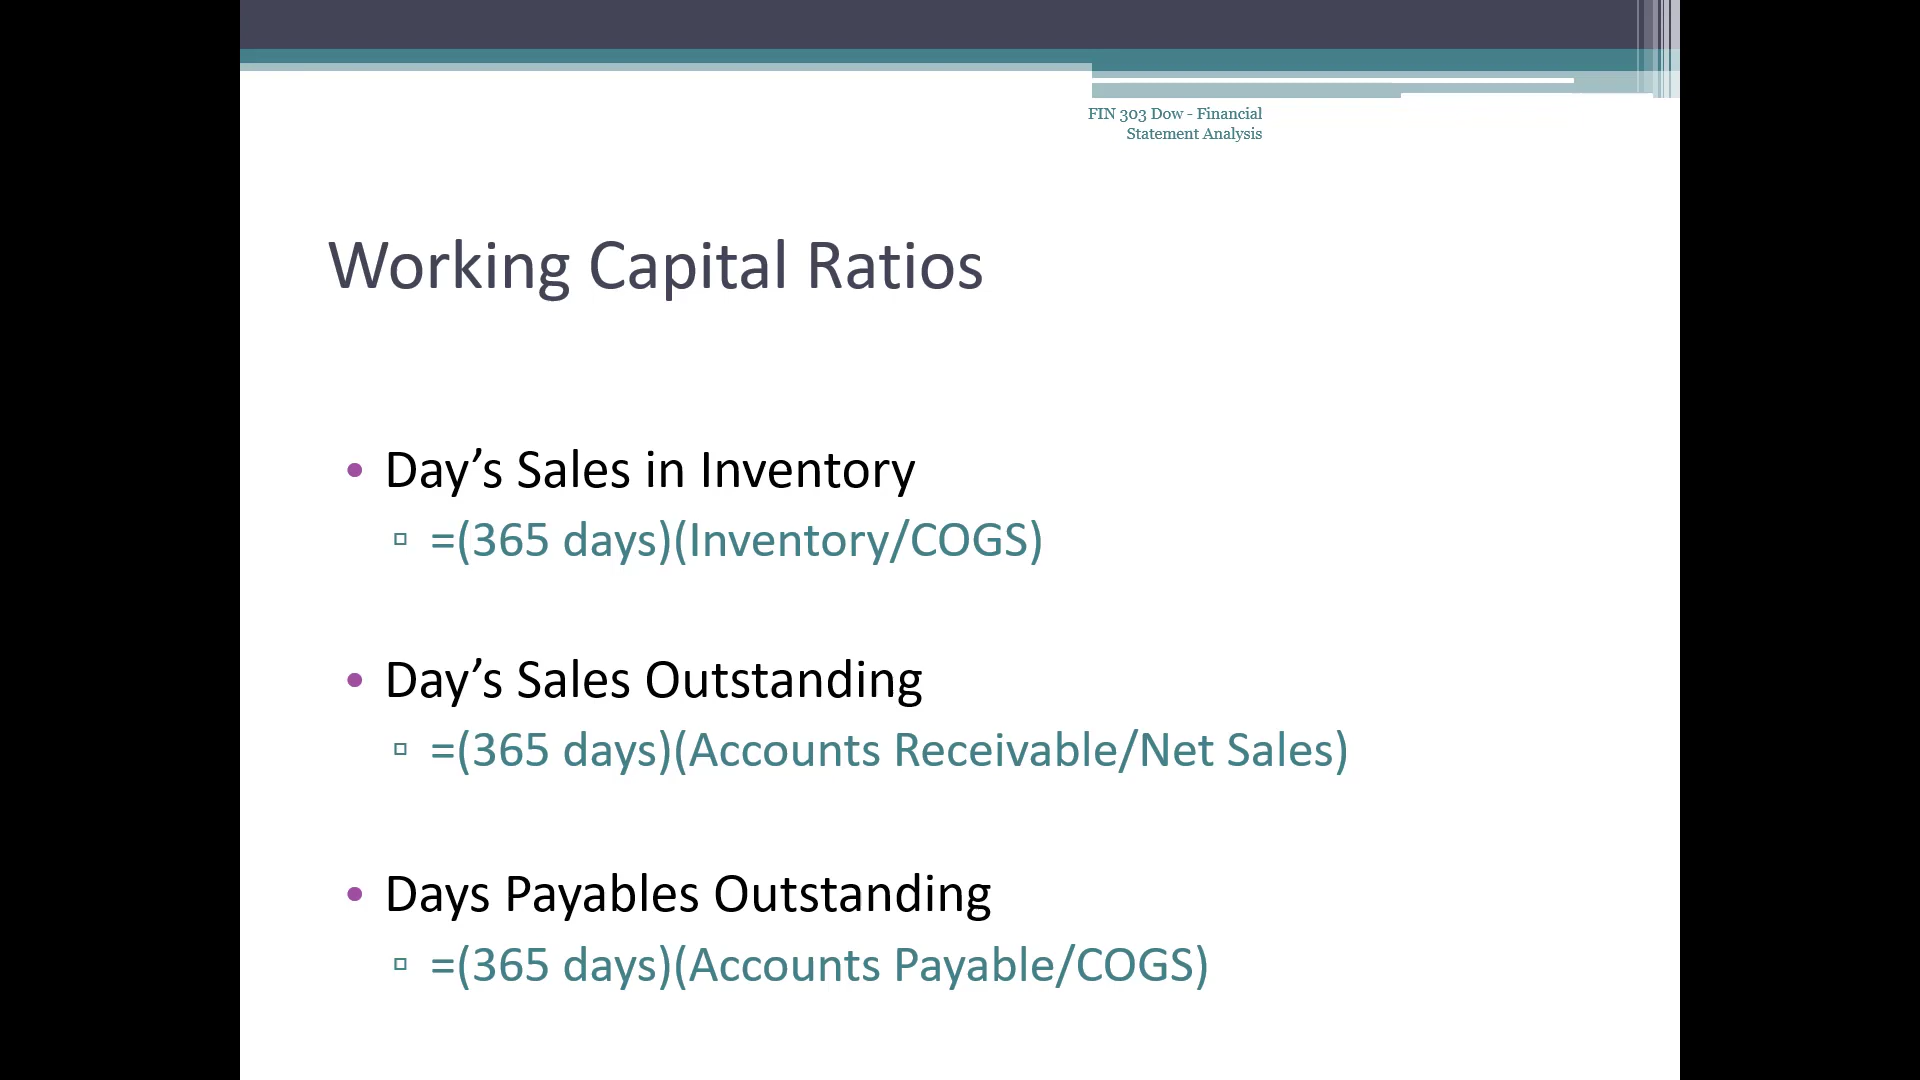 FIN 303 Dow - Financial
Statement Analysis
Working Capital Ratios
• Day’s Sales in Inventory
▫ =(365 days)(Inventory/COGS)
• Day’s Sales Outstanding
▫ =(365 days)(Accounts Receivable/Net Sales)
• Days Payables Outstanding
▫ =(365 days)(Accounts Payable/COGS)